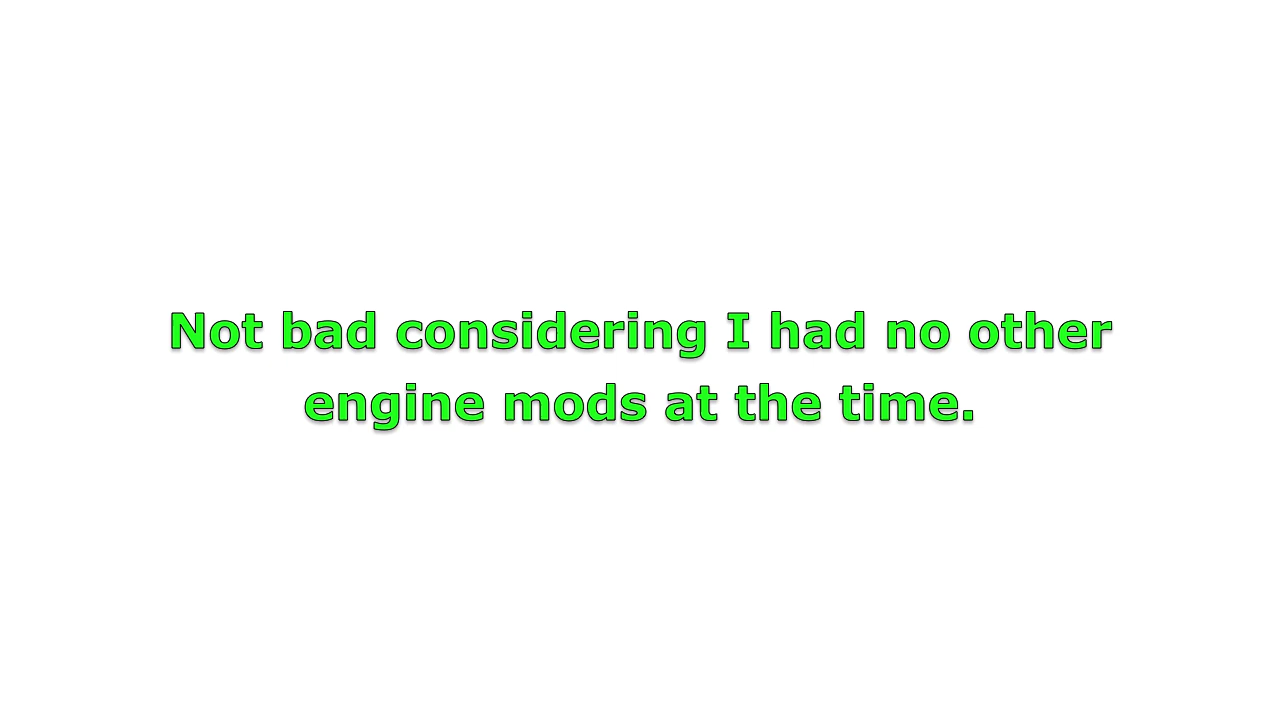 Not bad considering I had no other
engine mods at the time.